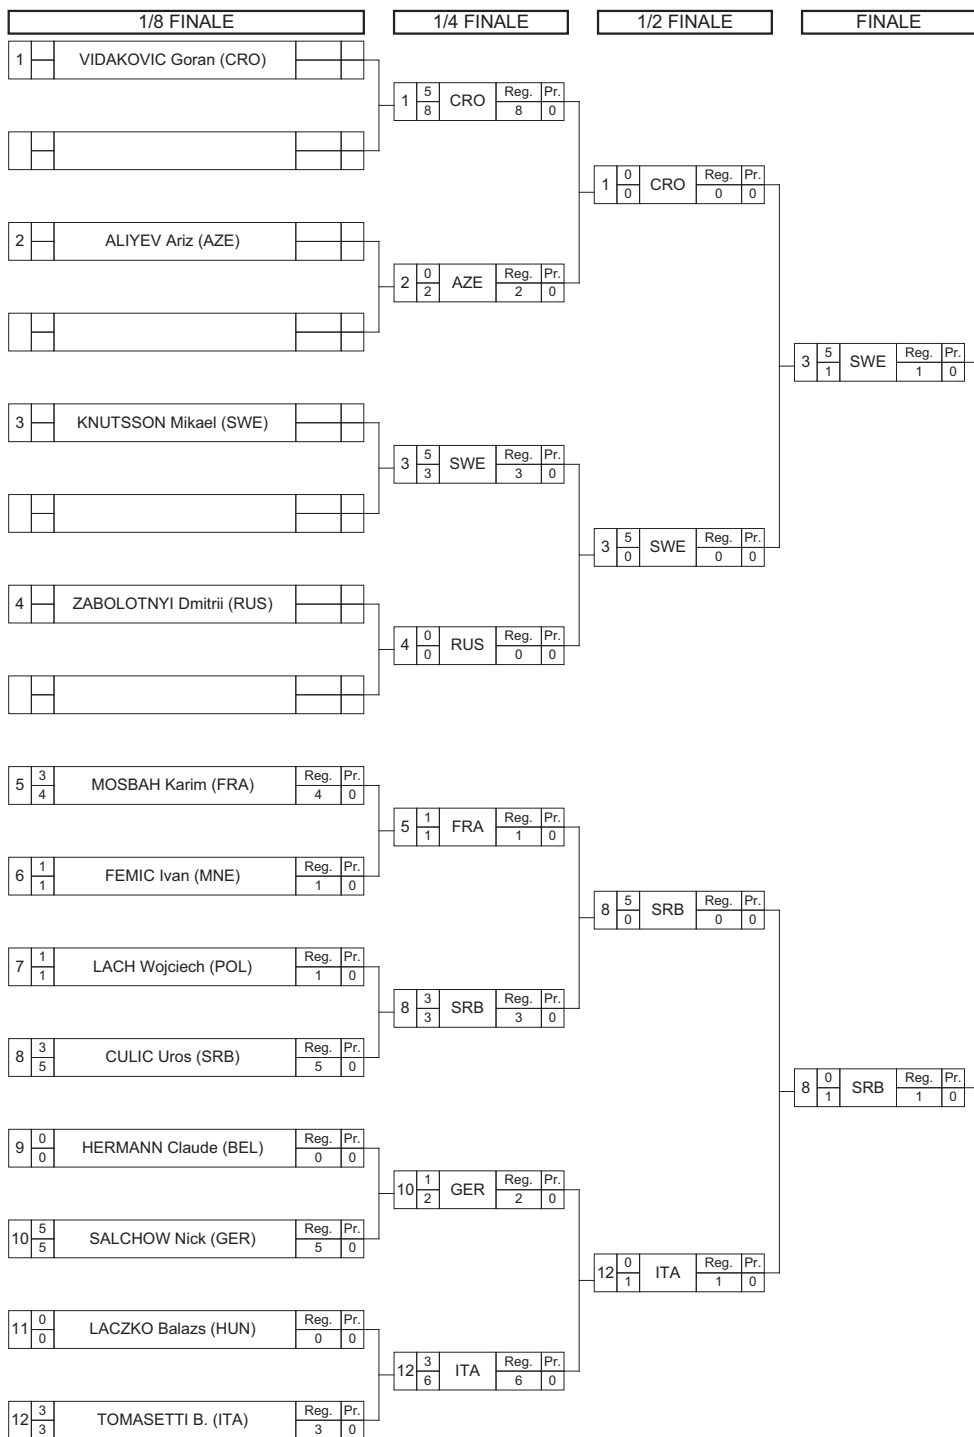 1/8 FINALE 1/4 FINALE 1/2 FINALE FINALE
1 VIDAKOVIC Goran (CRO)
1 5 8 CRO Reg. 8 Pr. 0
1 0 0 CRO Reg. 0 Pr. 0
2 ALIYEV Ariz (AZE)
2 0 2 AZE Reg. 2 Pr. 0
3 5 1 SWE Reg. 1 Pr. 0
3 KNUTSSON Mikael (SWE)
3 5 3 SWE Reg. 3 Pr. 0
3 5 0 SWE Reg. 0 Pr. 0
4 ZABOLOTNYI Dmitrii (RUS)
4 0 0 RUS Reg. 0 Pr. 0
5 3 4 MOSBAH Karim (FRA) Reg. 4 Pr. 0
5 1 1 FRA Reg. 1 Pr. 0
6 1 1 FEMIC Ivan (MNE) Reg. 1 Pr. 0
8 5 0 SRB Reg. 0 Pr. 0
7 1 1 LACH Wojciech (POL) Reg. 1 Pr. 0
8 3 3 SRB Reg. 3 Pr. 0
8 3 5 CULIC Uros (SRB) Reg. 5 Pr. 0
8 0 1 SRB Reg. 1 Pr. 0
9 0 0 HERMANN Claude (BEL) Reg. 0 Pr. 0
10 1 2 GER Reg. 2 Pr. 0
10 5 5 SALCHOW Nick (GER) Reg. 5 Pr. 0
12 0 1 ITA Reg. 1 Pr. 0
11 0 0 LACZKO Balazs (HUN) Reg. 0 Pr. 0
12 3 6 ITA Reg. 6 Pr. 0
12 3 3 TOMASETTI B. (ITA) Reg. 3 Pr. 0